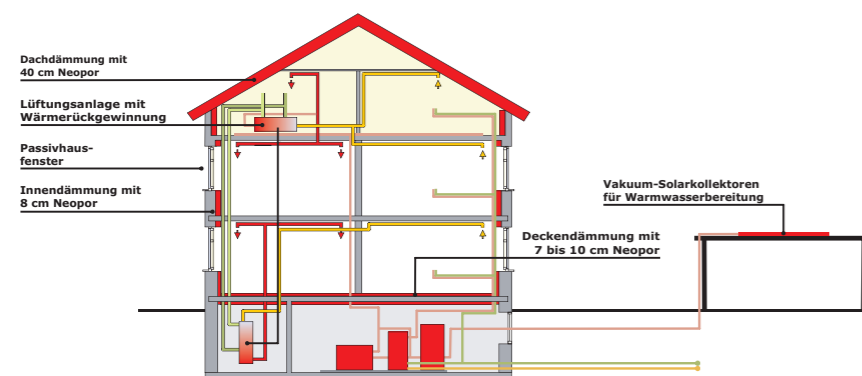 Dachdämmung mit
40 cm Neopor
Lüftungsanlage mit
Wärmerückgewinnung
Passivhaus-
fenster
Innendämmung mit
8 cm Neopor
Vakuum-Solarkollektoren
für Warmwasserbereitung
Deckendämmung mit
7 bis 10 cm Neopor